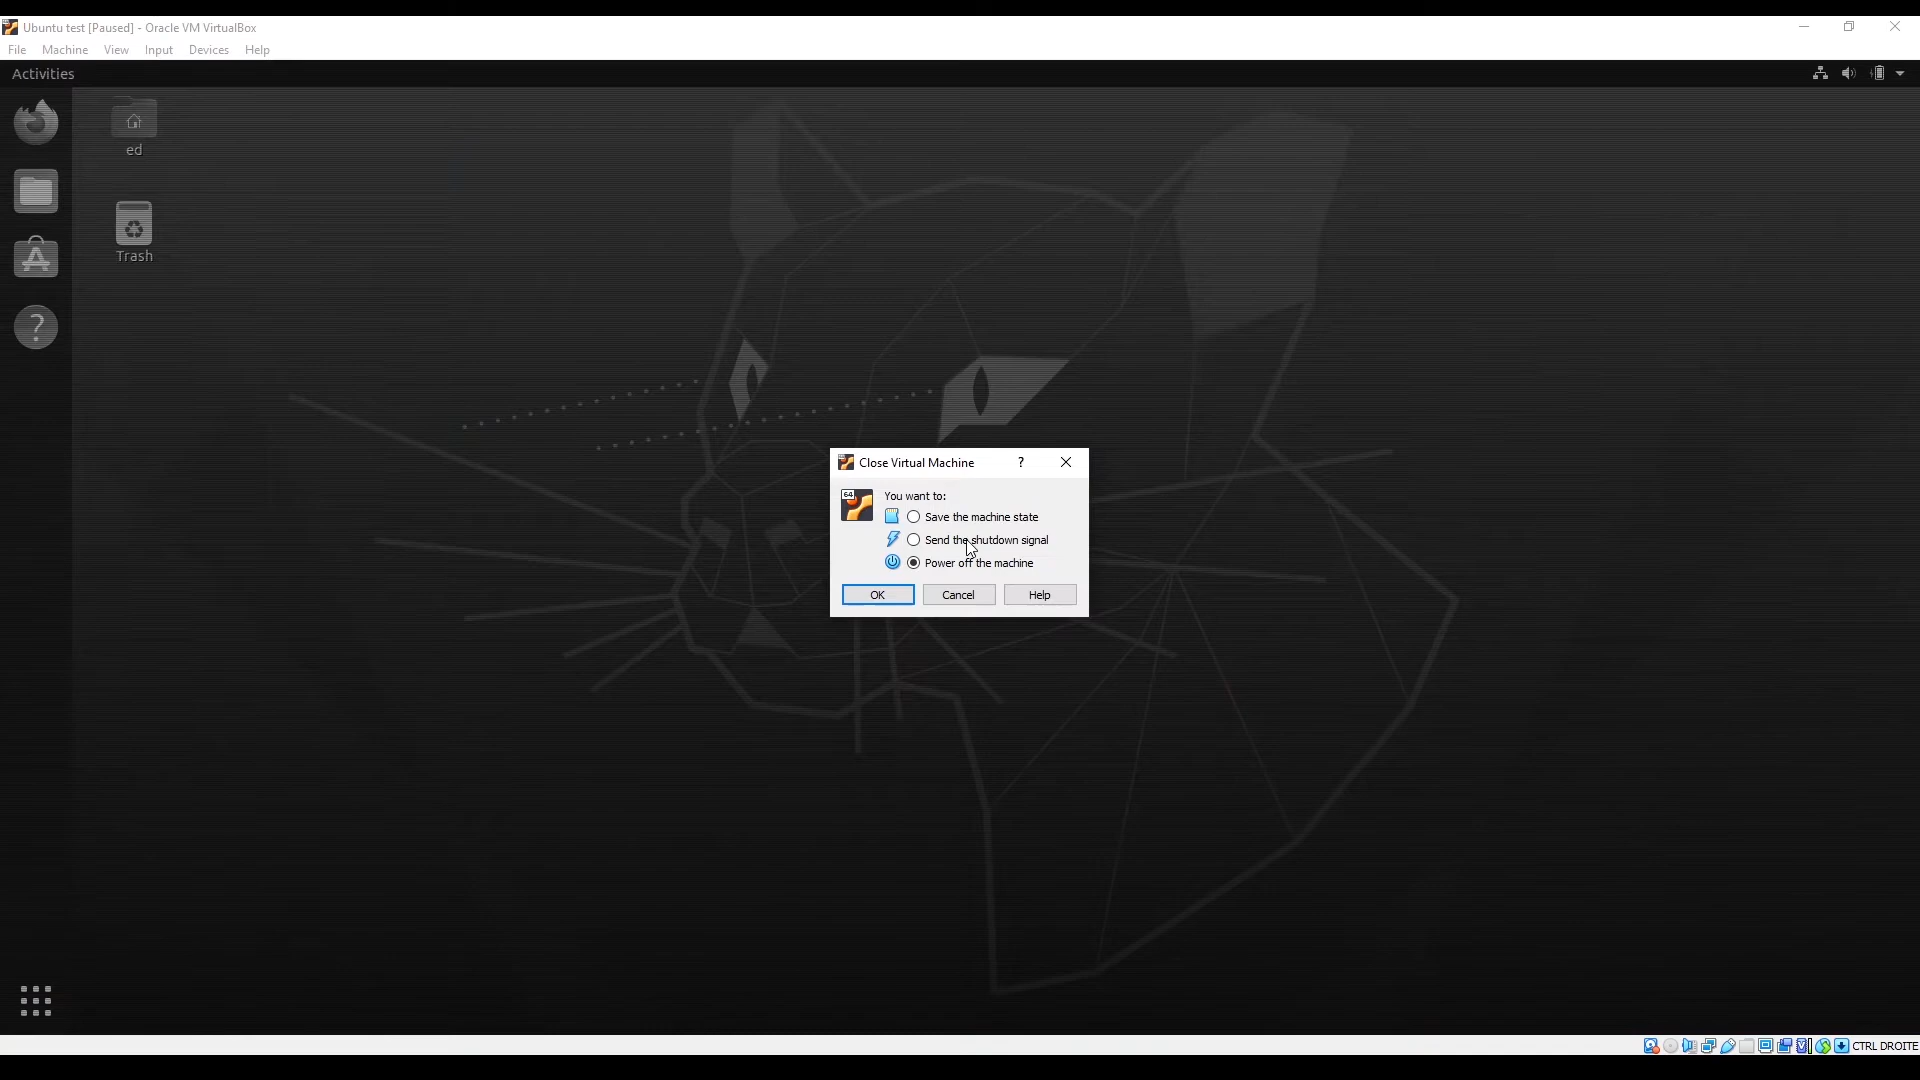 Ubuntu test [Paused] - Oracle VM VirtualBox
File Machine View Input Devices Help
Activities
ed
Trash
Close Virtual Machine ?
64
You want to:
Save the machine state
Send the shutdown signal
Power off the machine
OK Cancel Help
CTRL DROITE